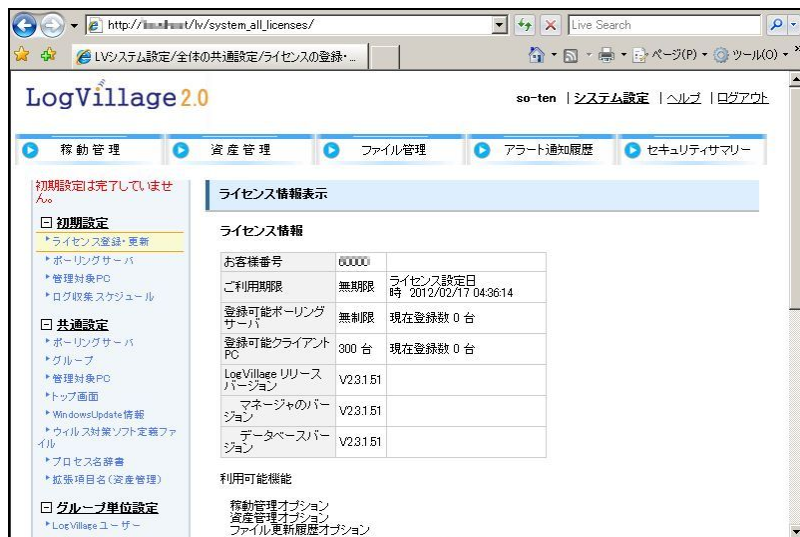 http:// /lv/system_all_licenses/
Live Search
LVシステム設定/全体の共通設定/ライセンスの登録・...
ページ(P)
ツール(O)
LogVillage 2.0
so-ten | システム設定 | ヘルプ | ログアウト
稼動管理
資産管理
ファイル管理
アラート通知履歴
セキュリティサマリー
初期設定は完了していませ
ん。
初期設定
ライセンス登録・更新
ポーリングサーバ
管理対象PC
ログ収集スケジュール
共通設定
ポーリングサーバ
グループ
管理対象PC
トップ画面
WindowsUpdate情報
ウィルス対策ソフト定義ファ
イル
プロセス名辞書
拡張項目名(資産管理)
グループ単位設定
LogVillageユーザー
ライセンス情報表示
ライセンス情報
お客様番号
ご利用期限 無期限 ライセンス設定日
時 2012/02/17 04:36:14
登録可能ポーリング
サーバ 無制限 現在登録数 0 台
登録可能クライアント
PC 300 台 現在登録数 0 台
LogVillage リリース
バージョン V2.3.1.51
マネージャのバー
ジョン V2.3.1.51
データベースバー
ジョン V2.3.1.51
利用可能機能
稼動管理オプション
資産管理オプション
ファイル更新履歴オプション